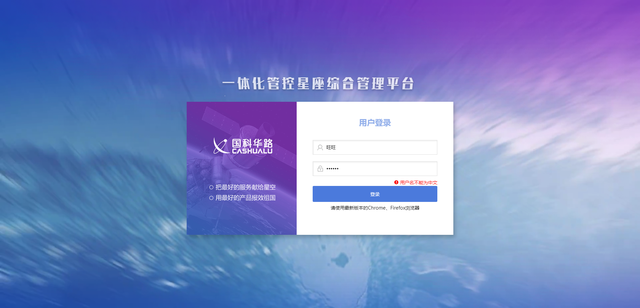 一体化管控星座综合管理平台
国科华路
CASHUALU
把最好的服务献给星空
用最好的产品报效祖国
用户登录
旺旺
••••••
用户名不能为中文
登录
请使用最新版本的Chrome、Firefox浏览器